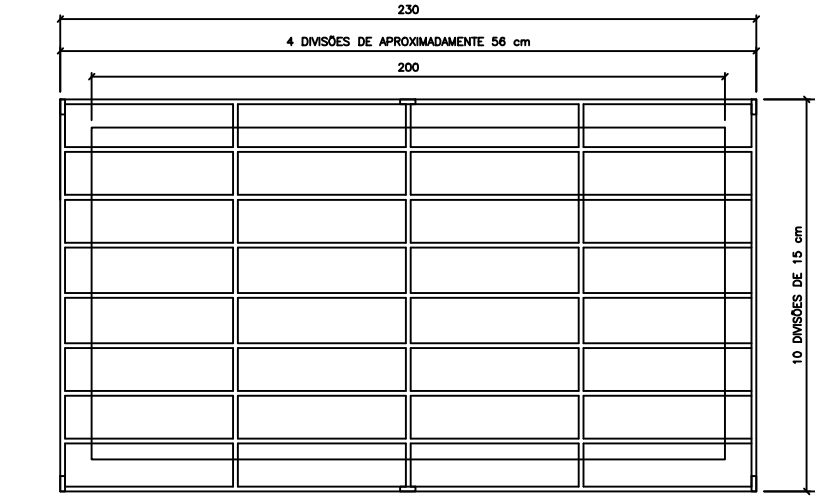 230
4 DIVISÕES DE APROXIMADAMENTE 56 cm
200
10 DIVISÕES DE 15 cm